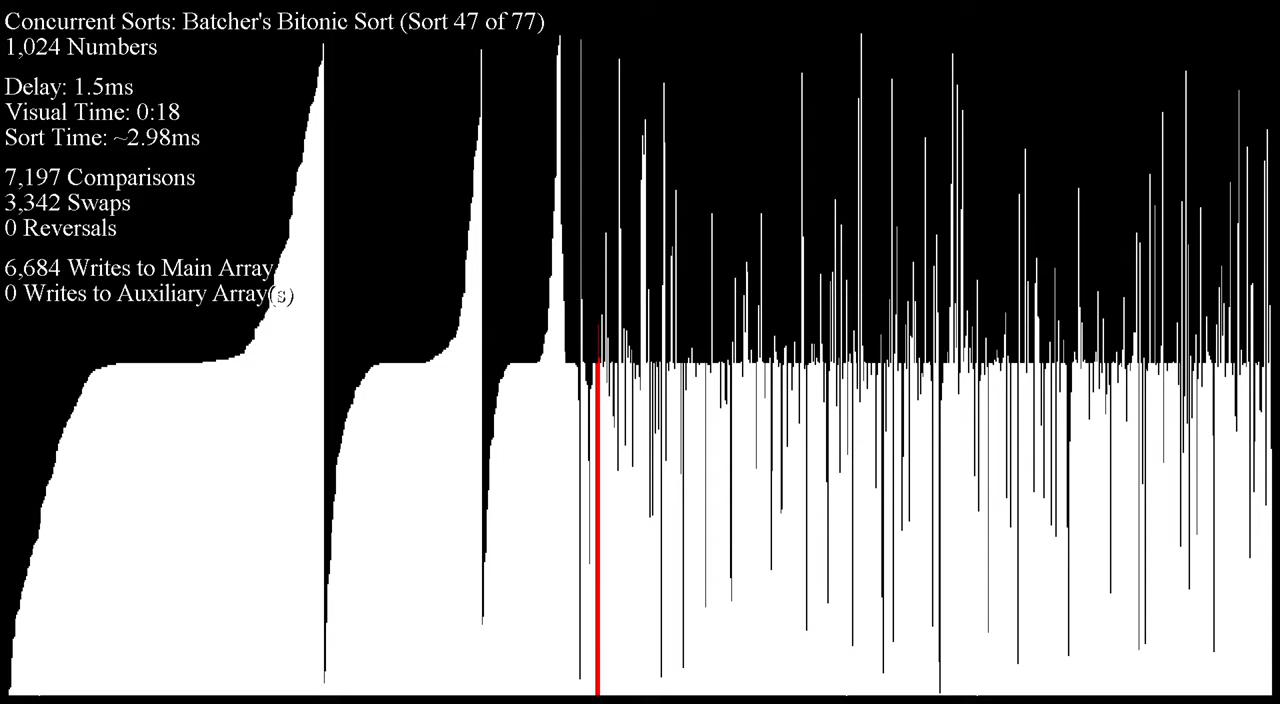 Concurrent Sorts: Batcher's Bitonic Sort (Sort 47 of 77)
1,024 Numbers
Delay: 1.5ms
Visual Time: 0:18
Sort Time: ~2.98ms
7,197 Comparisons
3,342 Swaps
0 Reversals
6,684 Writes to Main Array
0 Writes to Auxiliary Array(s)